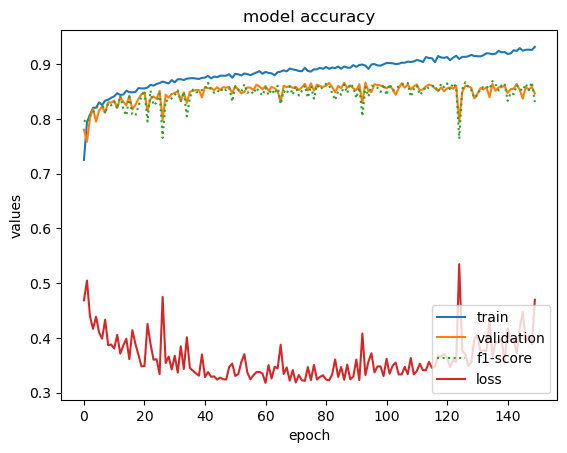 model accuracy
values
0.9
0.8
0.7
0.6
0.5
0.4
0.3
train
validation
f1-score
loss
0 20 40 60 80 100 120 140
epoch